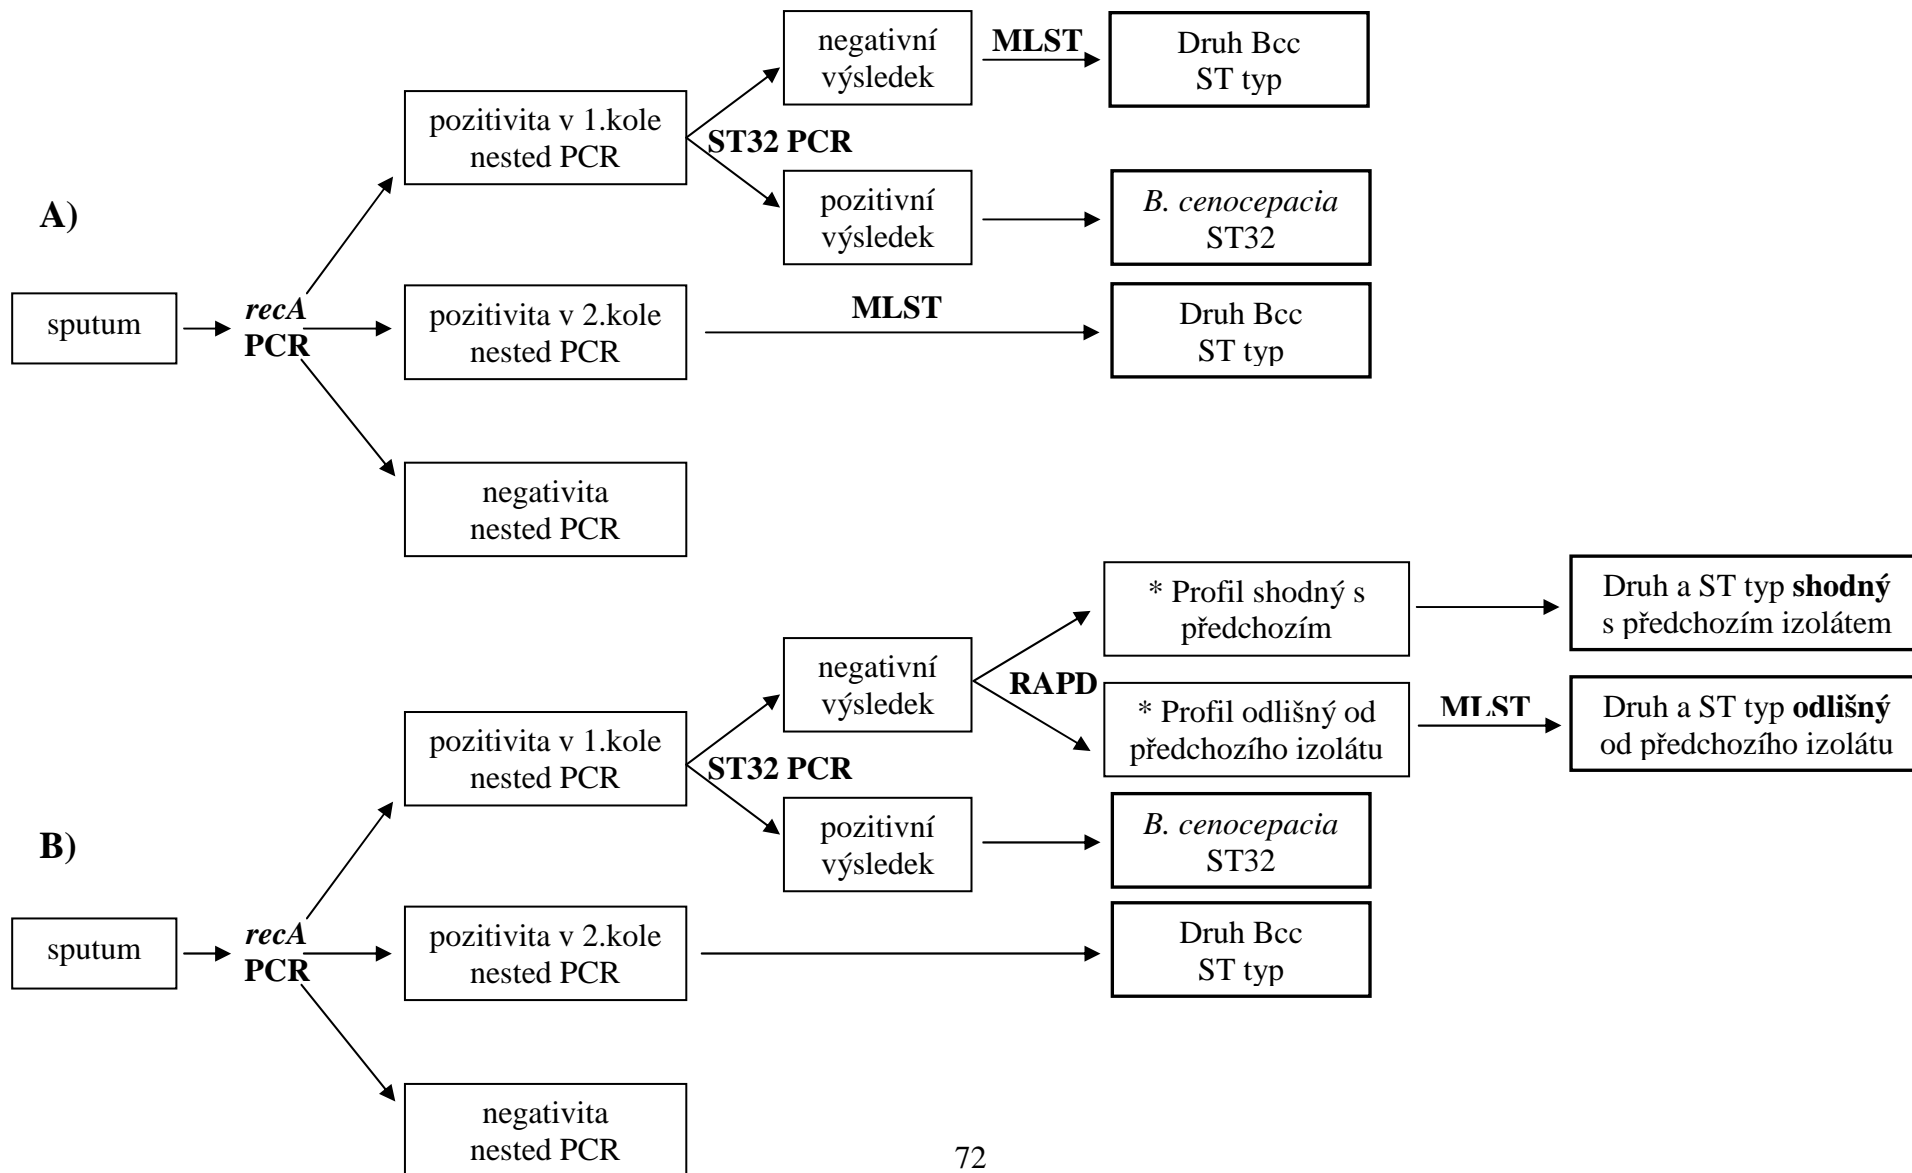 A)
sputum
recA
PCR
pozitivita v 1.kole
nested PCR
ST32 PCR
negativní
výsledek
MLST
Druh Bcc
ST typ
pozitivní
výsledek
B. cenocepacia
ST32
pozitivita v 2.kole
nested PCR
MLST
Druh Bcc
ST typ
negativita
nested PCR
B)
sputum
recA
PCR
pozitivita v 1.kole
nested PCR
ST32 PCR
negativní
výsledek
RAPD
* Profil shodný s
předchozím
Druh a ST typ shodný
s předchozím izolátem
* Profil odlišný od
předchozího izolátu
MLST
Druh a ST typ odlišný
od předchozího izolátu
pozitivní
výsledek
B. cenocepacia
ST32
pozitivita v 2.kole
nested PCR
Druh Bcc
ST typ
negativita
nested PCR
72